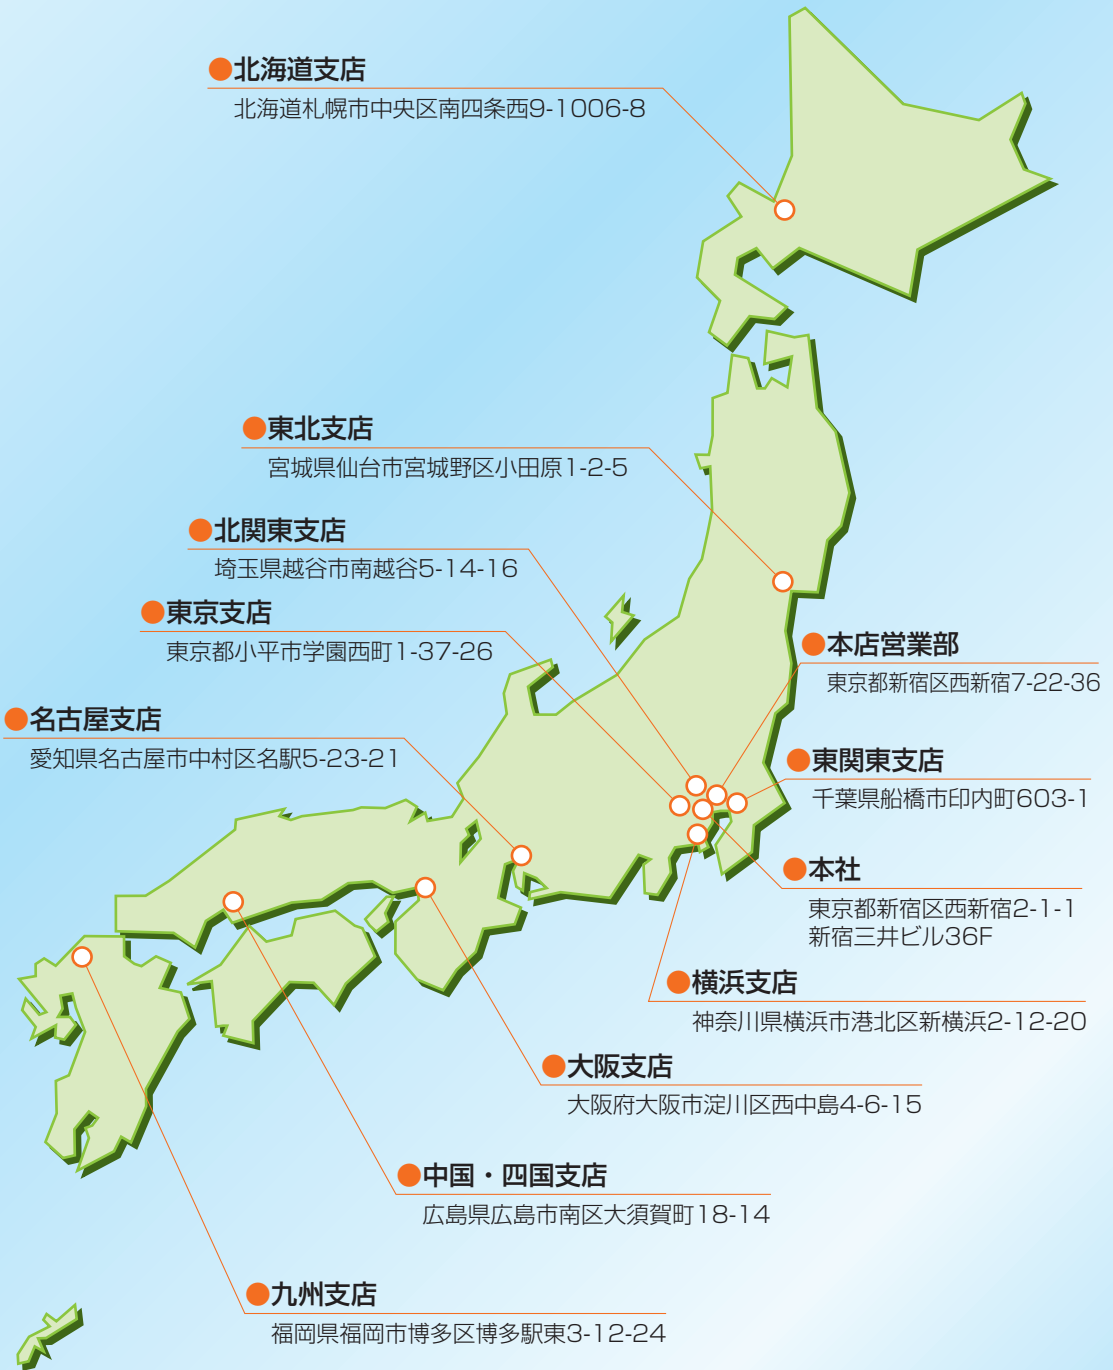 ●北海道支店
北海道札幌市中央区南四条西9-1006-8
●東北支店
宮城県仙台市宮城野区小田原1-2-5
●北関東支店
埼玉県越谷市南越谷5-14-16
●東京支店
東京都小平市学園西町1-37-26
●本店営業部
東京都新宿区西新宿7-22-36
●名古屋支店
愛知県名古屋市中村区名駅5-23-21
●東関東支店
千葉県船橋市印内町603-1
●本社
東京都新宿区西新宿2-1-1
新宿三井ビル36F
●横浜支店
神奈川県横浜市港北区新横浜2-12-20
●大阪支店
大阪府大阪市淀川区西中島4-6-15
●中国・四国支店
広島県広島市南区大須賀町18-14
●九州支店
福岡県福岡市博多区博多駅東3-12-24